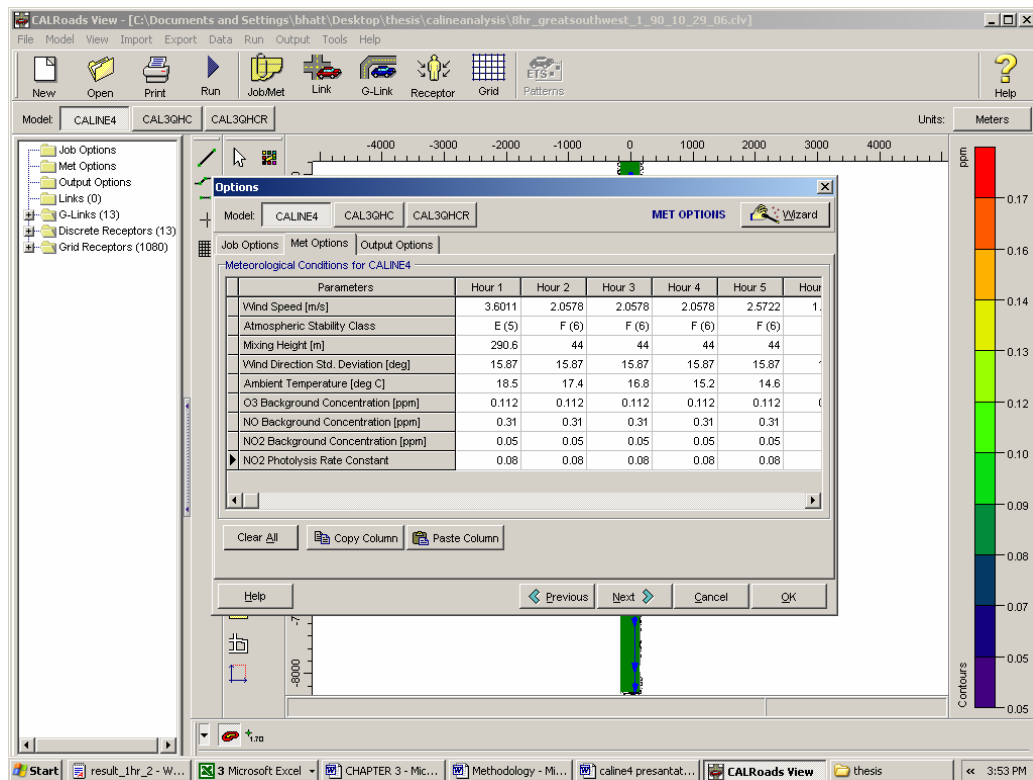 CALRoads View - [C:\Documents and Settings\bhatt\Desktop\thesis\calineanalysis\8hr_greatsouthwest_1_90_10_29_06.clv]
File Model View Import Export Data Run Output Tools Help
New Open Print Run Job/Met Link G-Link Receptor Grid Patterns Help
ETS
Model: CALINE4 CAL3QHC CAL3QHCR Units: Meters
Job Options
Met Options
Output Options
Links (0)
G-Links (13)
Discrete Receptors (13)
Grid Receptors (1080)
-4000 -3000 -2000 -1000 0 1000 2000 3000 4000
ppm
Options
Model: CALINE4 CAL3QHC CAL3QHCR MET OPTIONS Wizard
Job Options Met Options Output Options
Meteorological Conditions for CALINE4
Parameters Hour 1 Hour 2 Hour 3 Hour 4 Hour 5 Hour
Wind Speed [m/s] 3.6011 2.0578 2.0578 2.0578 2.5722 1.
Atmospheric Stability Class E (5) F (6) F (6) F (6) F (6)
Mixing Height [m] 290.6 44 44 44 44
Wind Direction Std. Deviation [deg] 15.87 15.87 15.87 15.87 15.87
Ambient Temperature [deg C] 18.5 17.4 16.8 15.2 14.6
O3 Background Concentration [ppm] 0.112 0.112 0.112 0.112 0.112
NO Background Concentration [ppm] 0.31 0.31 0.31 0.31 0.31
NO2 Background Concentration [ppm] 0.05 0.05 0.05 0.05 0.05
NO2 Photolysis Rate Constant 0.08 0.08 0.08 0.08 0.08
Clear All Copy Column Paste Column
Help Previous Next Cancel OK
-8000
0.17
0.16
0.14
0.13
0.12
0.10
0.09
0.08
0.07
0.05
0.05
Contours
1.70
Start result_1hr_2 - W... 3 Microsoft Excel CHAPTER 3 - Mic... Methodology - Mi... caline4 presantat... CALRoads View thesis « 3:53 PM